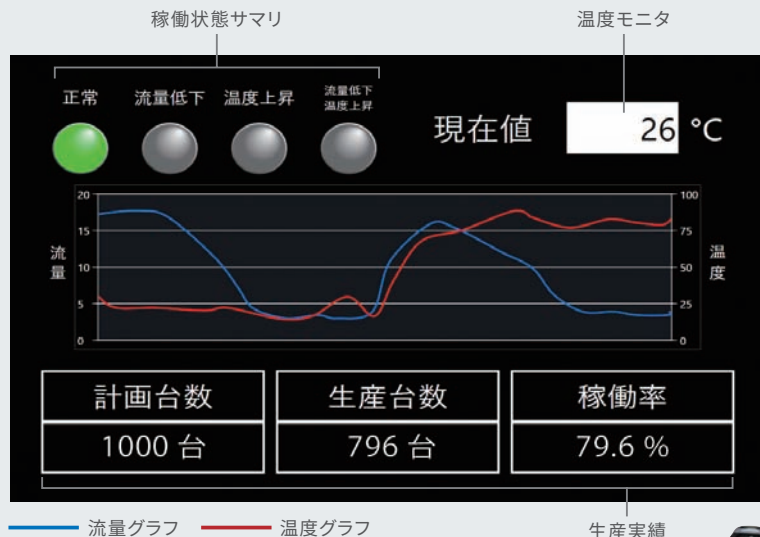 稼働状態サマリ 温度モニタ
正常 流量低下 温度上昇 流量低下
温度上昇
現在値 26 °C
20 100
15 75
10 50
5 25
0 0
流量
温度
計画台数 生産台数 稼働率
1000 台 796 台 79.6 %
流量グラフ 温度グラフ 生産実績